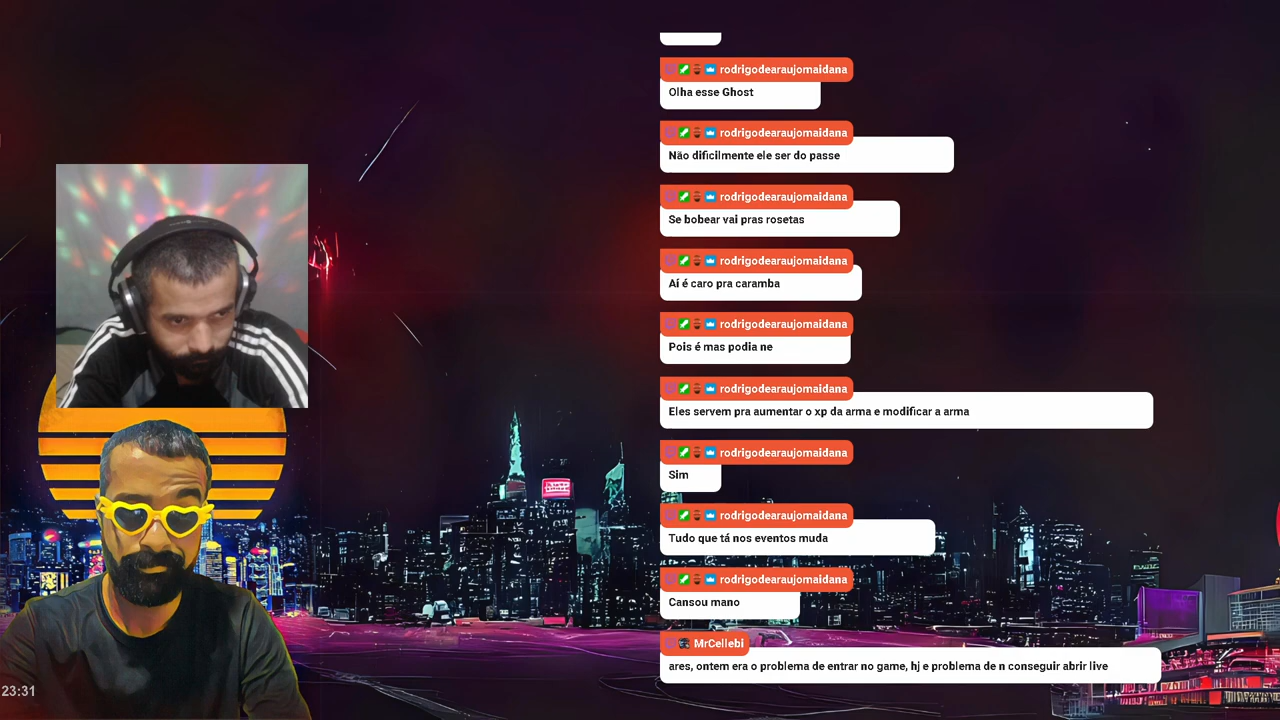 rodrigodearaujomaidana
Olha esse Ghost
rodrigodearaujomaidana
Não dificilmente ele ser do passe
rodrigodearaujomaidana
Se bobear vai pras rosetas
rodrigodearaujomaidana
Aí é caro pra caramba
rodrigodearaujomaidana
Pois é mas podia ne
rodrigodearaujomaidana
Eles servem pra aumentar o xp da arma e modificar a arma
rodrigodearaujomaidana
Sim
rodrigodearaujomaidana
Tudo que tá nos eventos muda
rodrigodearaujomaidana
Cansou mano
MrCellebi
ares, ontem era o problema de entrar no game, hj e problema de n conseguir abrir live
23:31